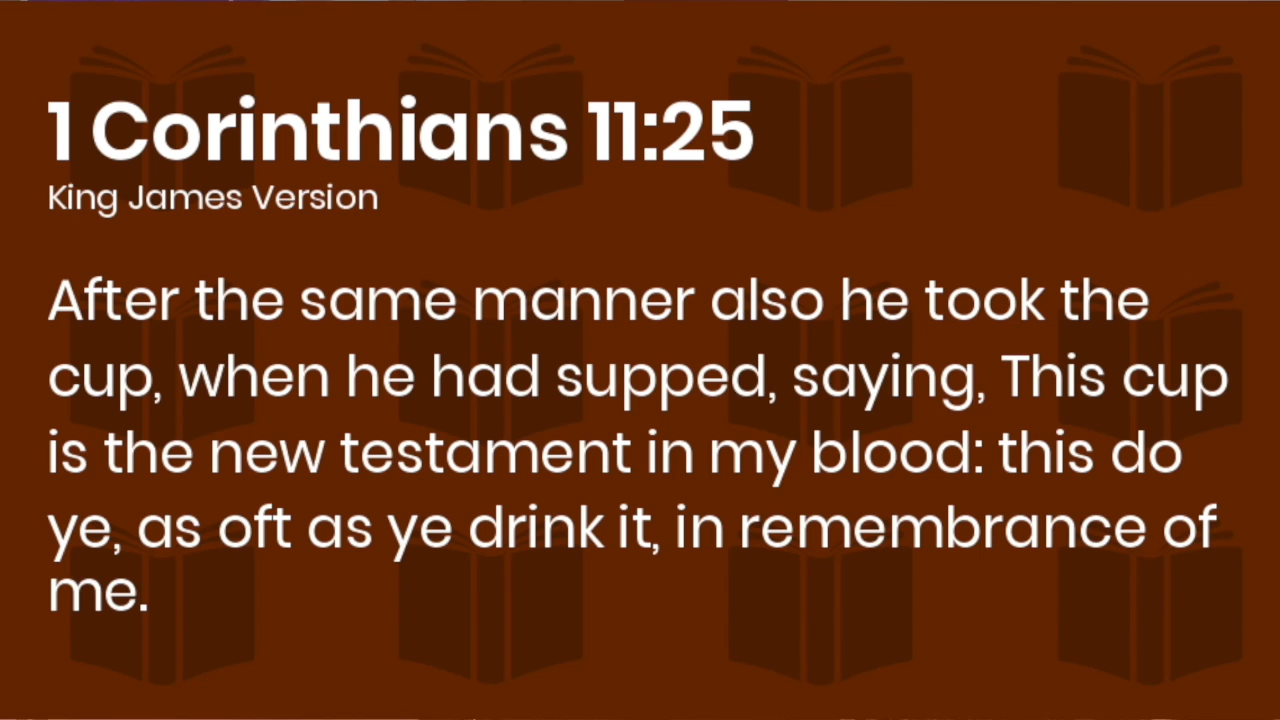 1 Corinthians 11:25
King James Version
After the same manner also he took the
cup, when he had supped, saying, This cup
is the new testament in my blood: this do
ye, as oft as ye drink it, in remembrance of
me.